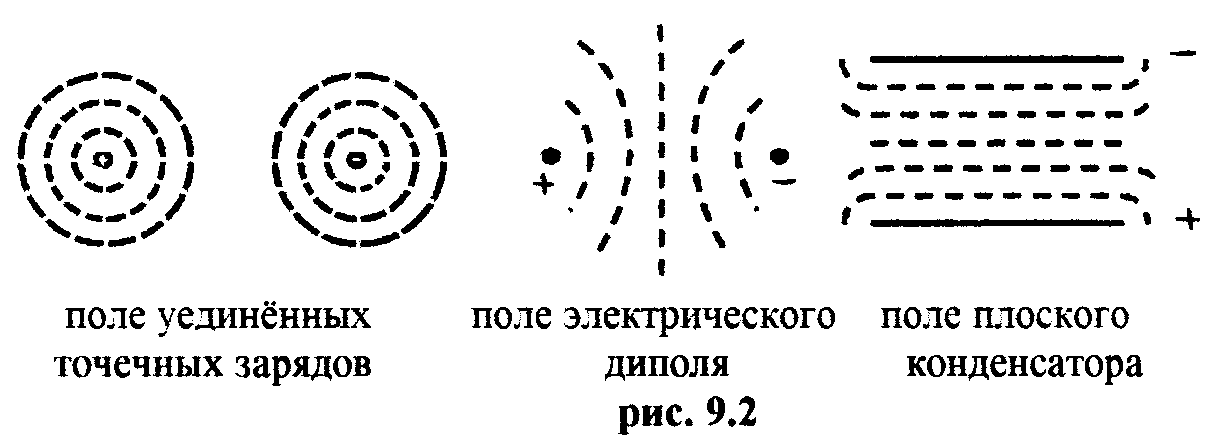 +
−
−
+
поле уединённых
точечных зарядов
поле электрического
диполя
поле плоского
конденсатора
рис. 9.2